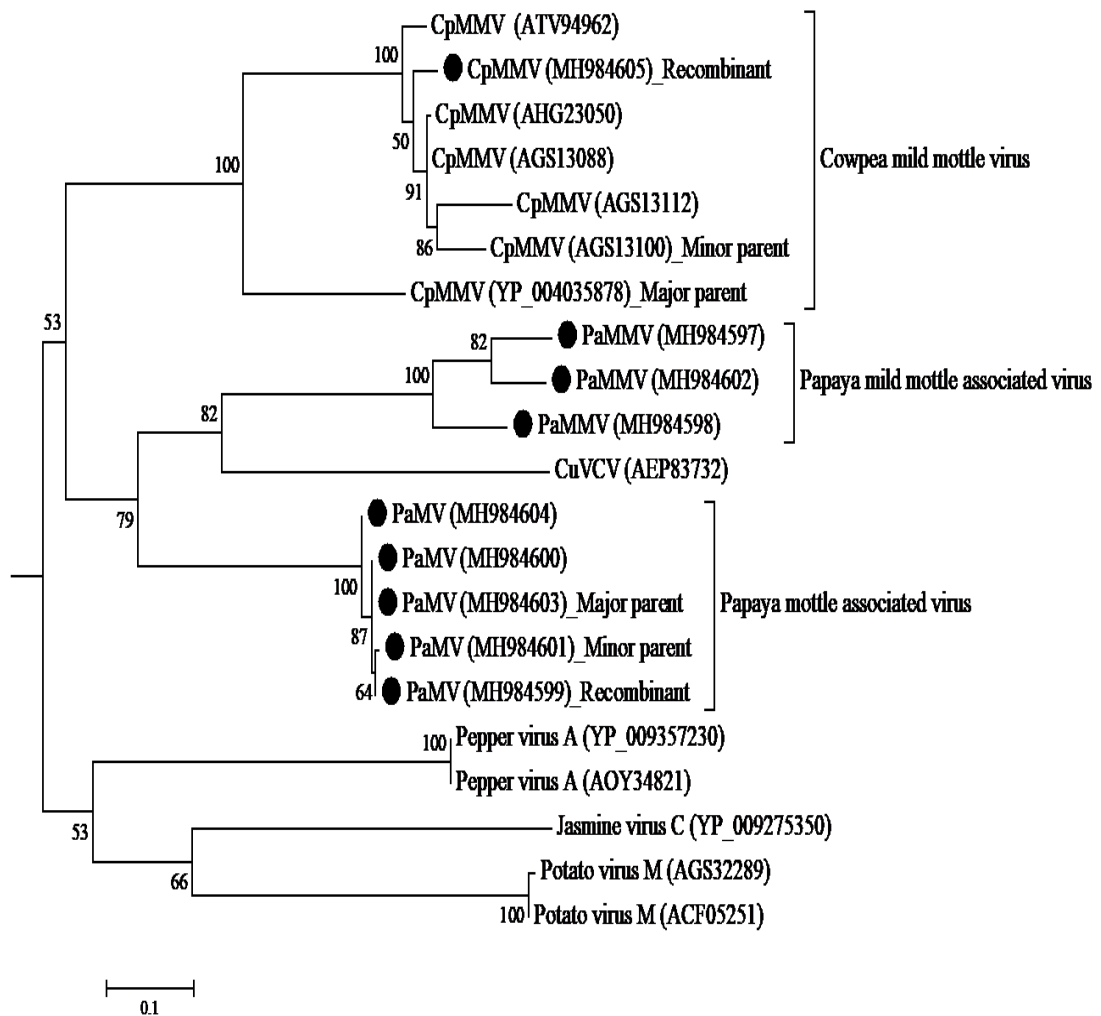 CpMMV (ATV94962)
100
CpMMV (MH984605)_Recombinant
CpMMV (AHG23050)
50
CpMMV (AGS13088)
Cowpea mild mottle virus
100
91
CpMMV (AGS13112)
86
CpMMV (AGS13100)_Minor parent
CpMMV (YP_004035878)_Major parent
53
PaMMV (MH984597)
82
100
PaMMV (MH984602)
Papaya mild mottle associated virus
82
PaMMV (MH984598)
CuVCV (AEP83732)
79
PaMV (MH984604)
PaMV (MH984600)
100
PaMV (MH984603)_Major parent
Papaya mottle associated virus
87
PaMV (MH984601)_Minor parent
64
PaMV (MH984599)_Recombinant
100
Pepper virus A (YP_009357230)
Pepper virus A (AOY34821)
53
Jasmine virus C (YP_009275350)
66
Potato virus M (AGS32289)
100
Potato virus M (ACF05251)
0.1